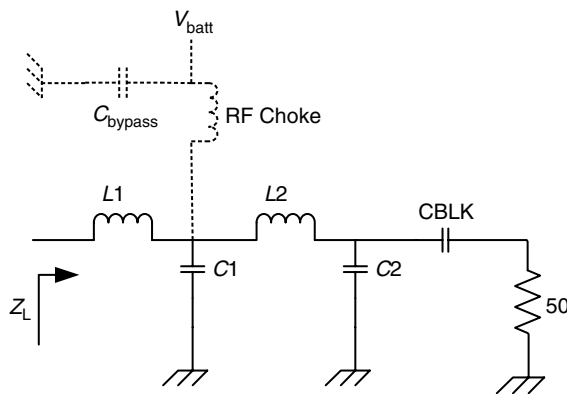 V_batt
C_bypass
RF Choke
L1
L2
CBLK
C1
C2
Z_L
50